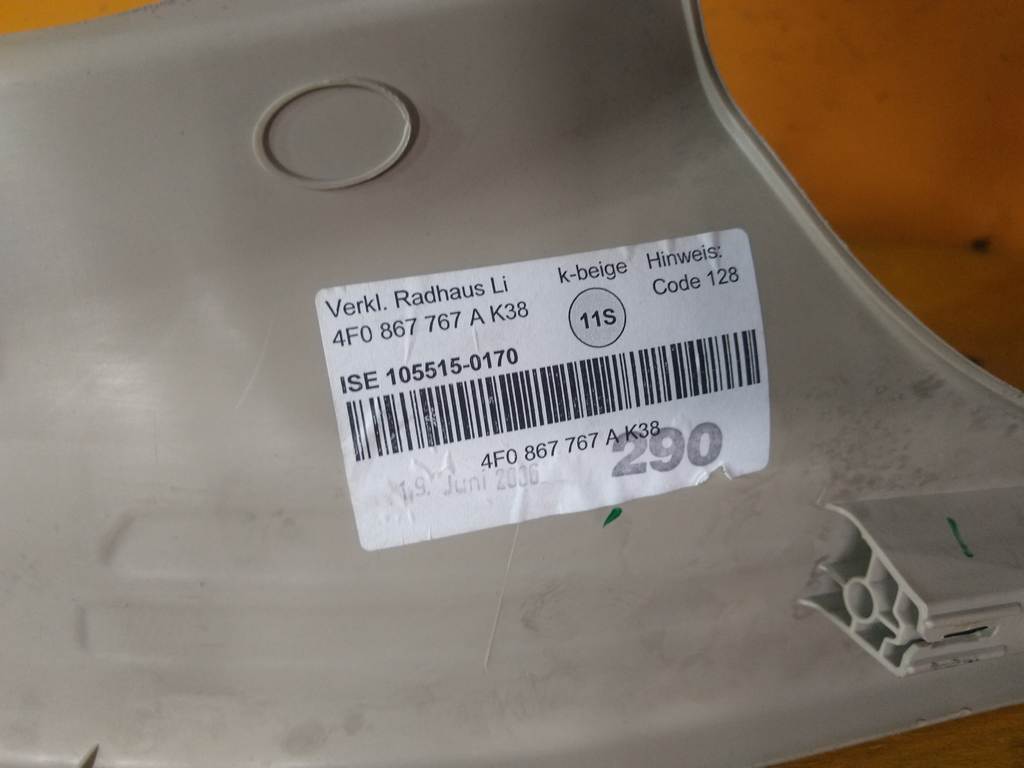 Verkl. Radhaus Li
k-beige
Hinweis:
4F0 867 767 A K38
11S
Code 128
ISE 105515-0170
4F0 867 767 A K38
290
19. Juni 2006